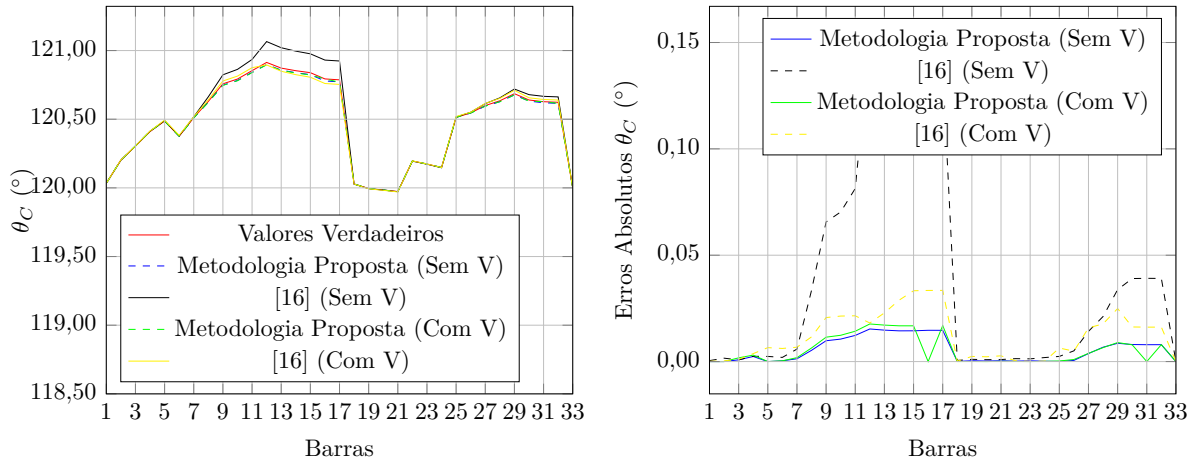 121,00
120,50
120,00
119,50
119,00
118,50
θC (°)
Valores Verdadeiros
Metodologia Proposta (Sem V)
[16] (Sem V)
Metodologia Proposta (Com V)
[16] (Com V)
1 3 5 7 9 11 13 15 17 19 21 23 25 27 29 31 33
Barras
0,15
0,10
0,05
0,00
Erros Absolutos θC (°)
Metodologia Proposta (Sem V)
[16] (Sem V)
Metodologia Proposta (Com V)
[16] (Com V)
1 3 5 7 9 11 13 15 17 19 21 23 25 27 29 31 33
Barras